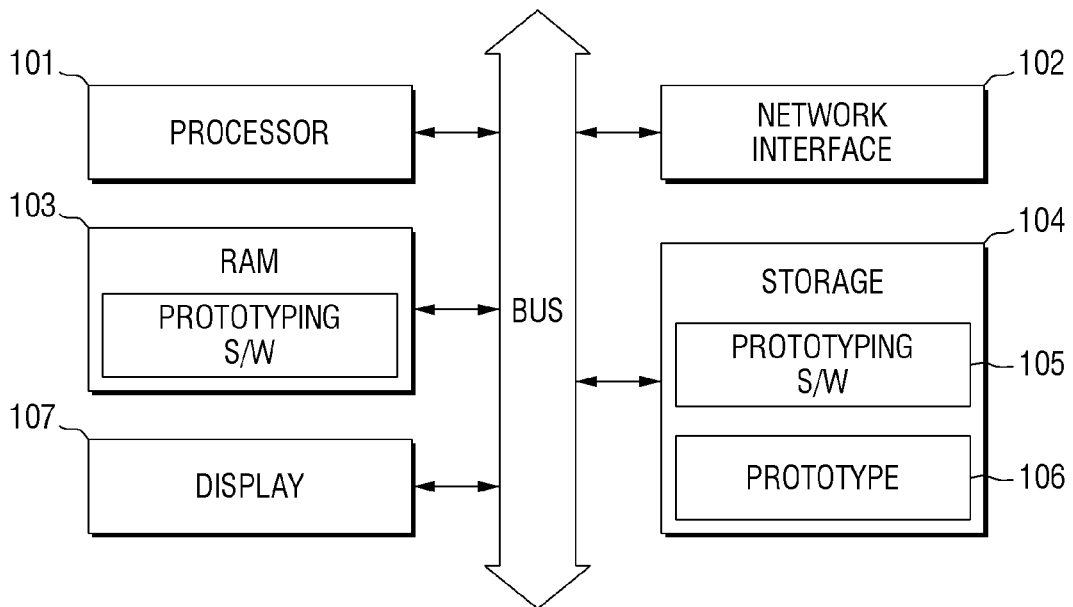 101
PROCESSOR
102
NETWORK
INTERFACE
103
RAM
PROTOTYPING
S/W
BUS
104
STORAGE
PROTOTYPING
S/W
105
107
DISPLAY
PROTOTYPE
106